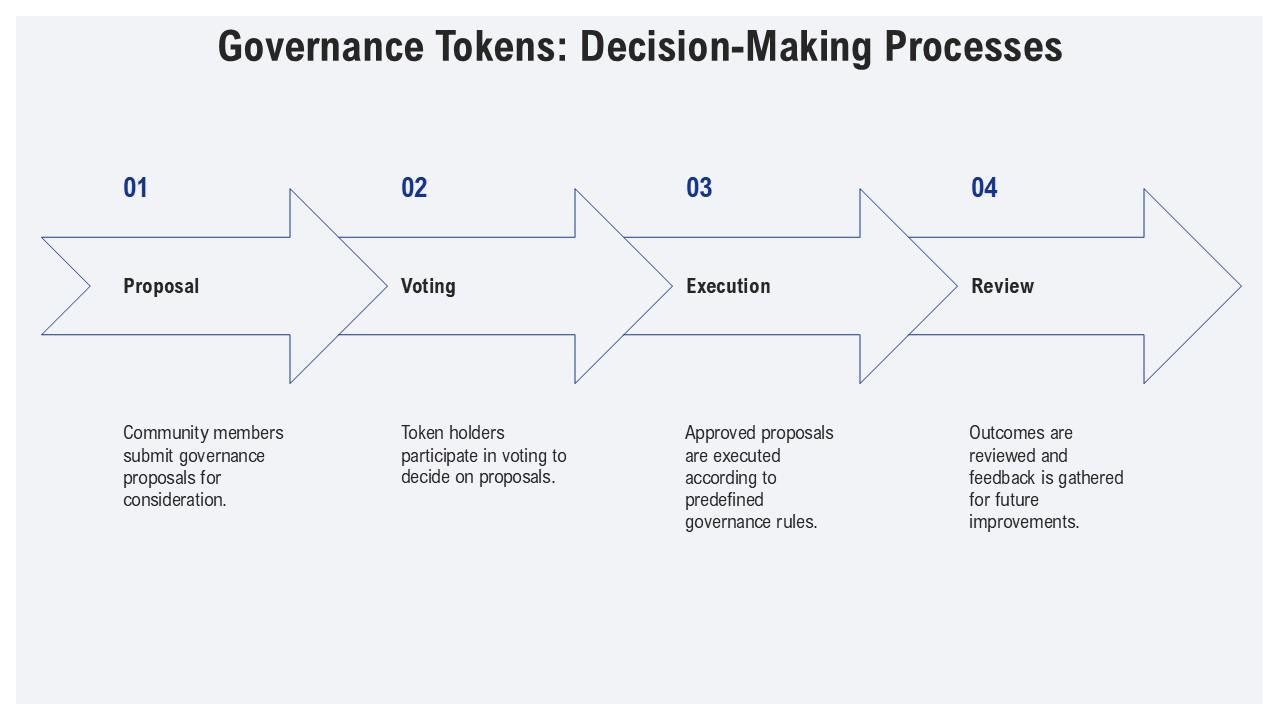 Governance Tokens: Decision-Making Processes
01
Proposal
Community members
submit governance
proposals for
consideration.
02
Voting
Token holders
participate in voting to
decide on proposals.
03
Execution
Approved proposals
are executed
according to
predefined
governance rules.
04
Review
Outcomes are
reviewed and
feedback is gathered
for future
improvements.